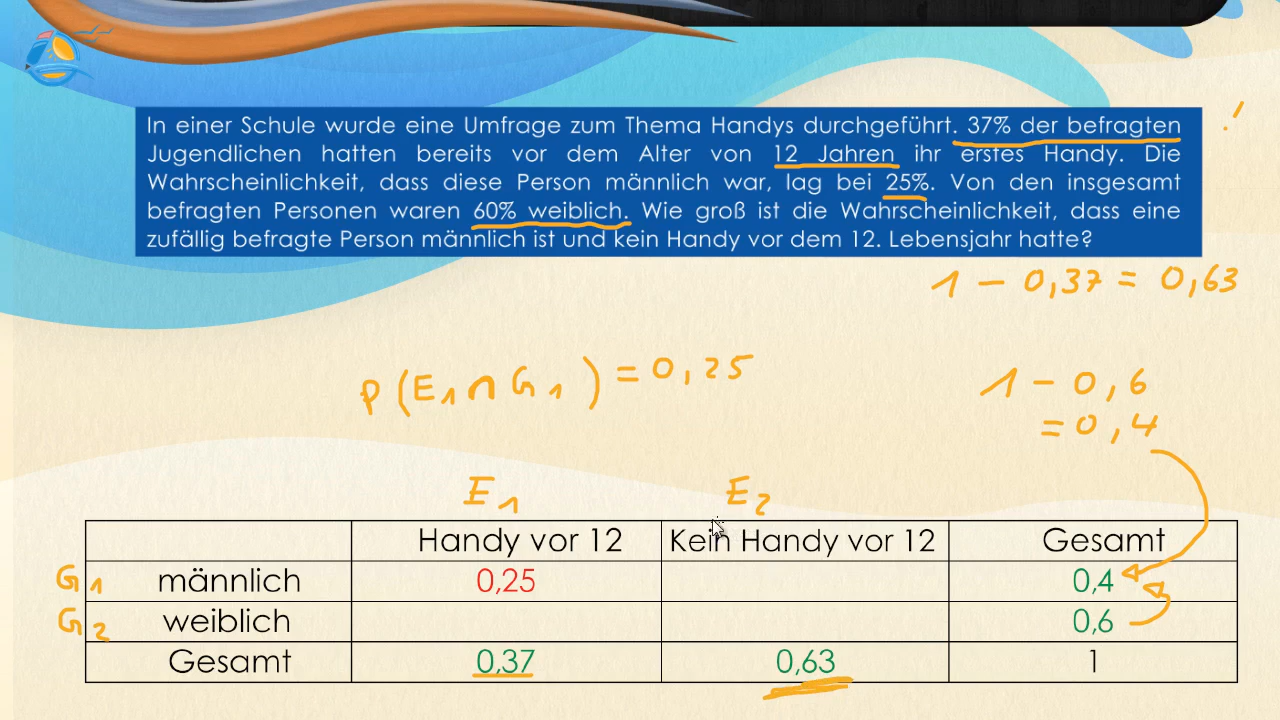 In einer Schule wurde eine Umfrage zum Thema Handys durchgeführt. 37% der befragten
Jugendlichen hatten bereits vor dem Alter von 12 Jahren ihr erstes Handy. Die
Wahrscheinlichkeit, dass diese Person männlich war, lag bei 25%. Von den insgesamt
befragten Personen waren 60% weiblich. Wie groß ist die Wahrscheinlichkeit, dass eine
zufällig befragte Person männlich ist und kein Handy vor dem 12. Lebensjahr hatte?
!
1 - 0,37 = 0,63
P(E1 ∩ G1) = 0,25
1 - 0,6
= 0,4
E1 E2
Handy vor 12 Kein Handy vor 12 Gesamt
G1 männlich 0,25 0,4
G2 weiblich 0,6
Gesamt 0,37 0,63 1